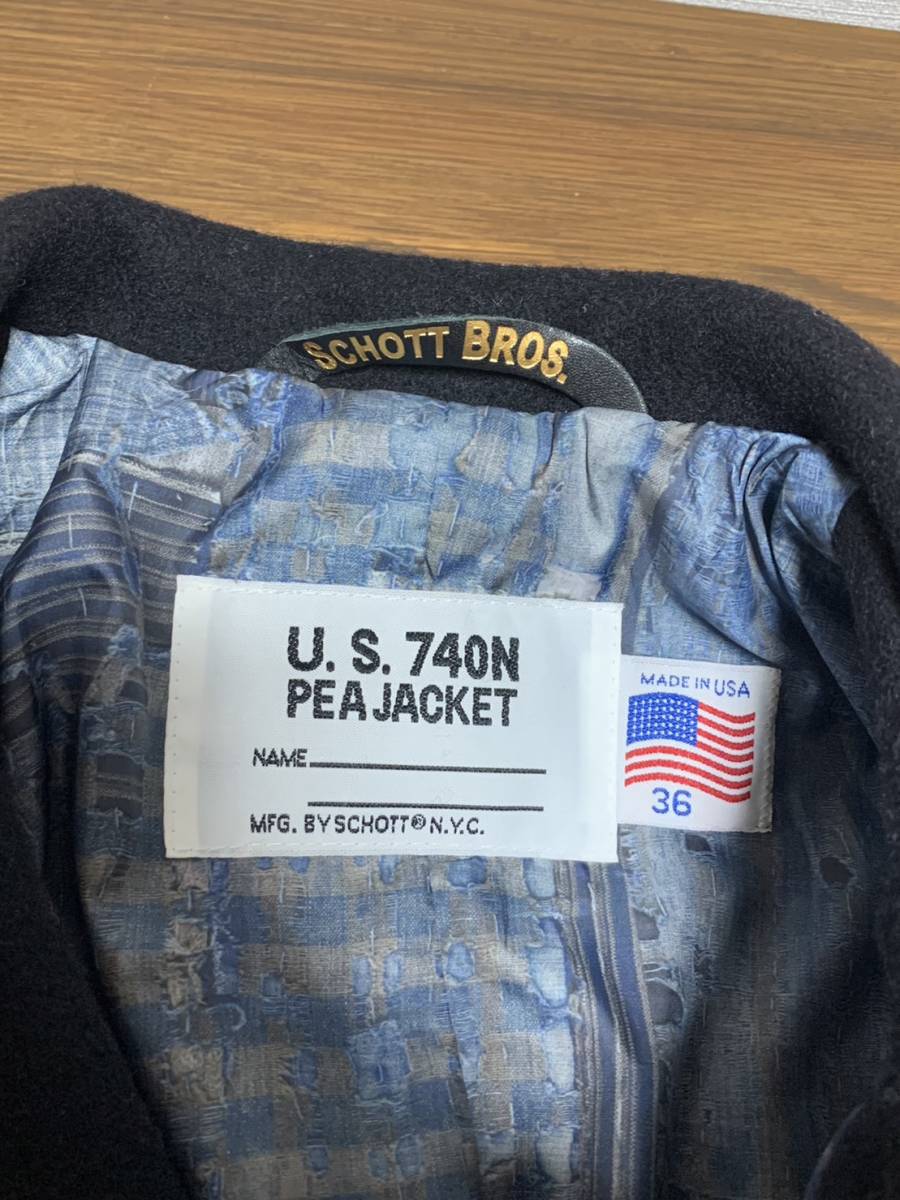 SCHOTT BROS.
U. S. 740N
PEA JACKET
NAME
MFG. BY SCHOTT® N.Y.C.
MADE IN USA
36